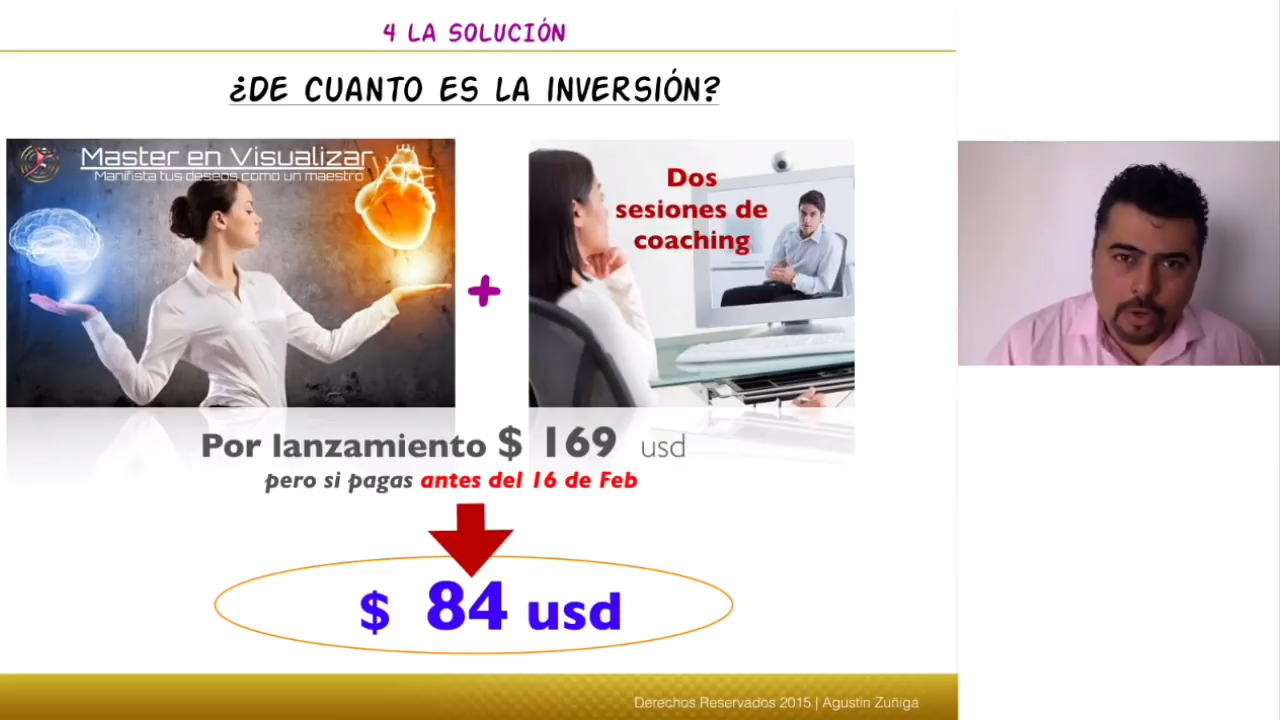 4 LA SOLUCIÓN
¿DE CUANTO ES LA INVERSIÓN?
Master en Visualizar
Manifista tus deseos como un maestro
Dos
sesiones de
coaching
+
Por lanzamiento $ 169 usd
pero si pagas antes del 16 de Feb
$ 84 usd
Derechos Reservados 2015 | Agustin Zuñiga